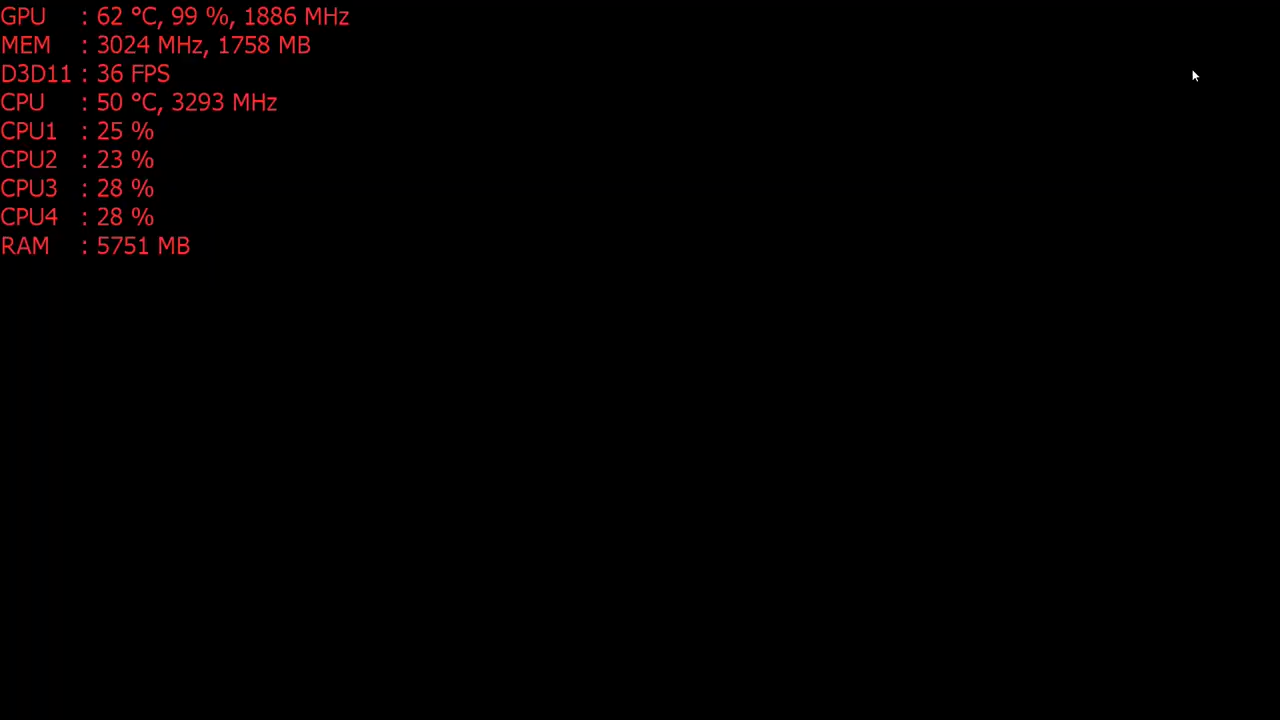 GPU : 62 °C, 99 %, 1886 MHz
MEM : 3024 MHz, 1758 MB
D3D11 : 36 FPS
CPU : 50 °C, 3293 MHz
CPU1 : 25 %
CPU2 : 23 %
CPU3 : 28 %
CPU4 : 28 %
RAM : 5751 MB